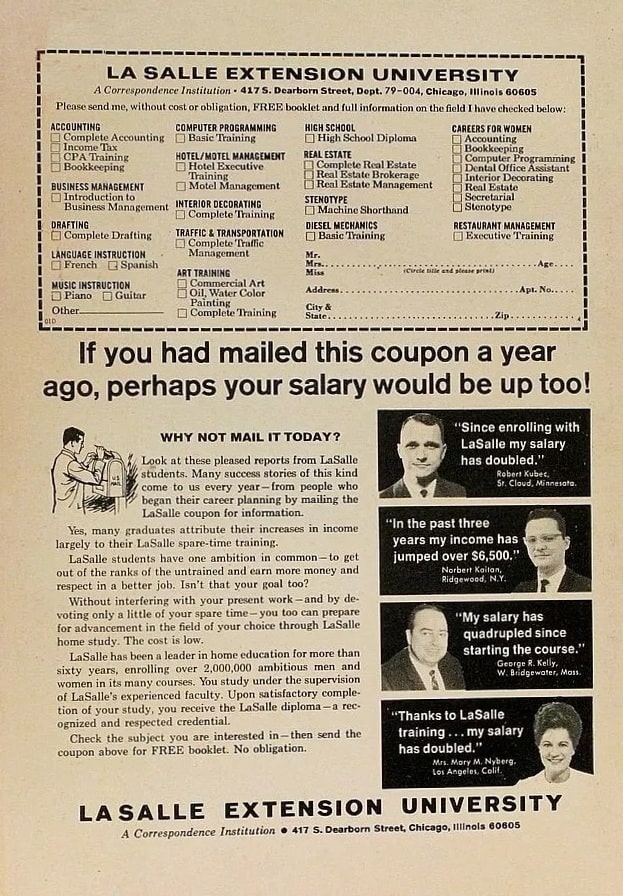 LA SALLE EXTENSION UNIVERSITY
A Correspondence Institution • 417 S. Dearborn Street, Dept. 79-004, Chicago, Illinois 60605
Please send me, without cost or obligation, FREE booklet and full information on the field I have checked below:
ACCOUNTING
☐ Complete Accounting
☐ Income Tax
☐ CPA Training
☐ Bookkeeping
BUSINESS MANAGEMENT
☐ Introduction to
Business Management
DRAFTING
☐ Complete Drafting
LANGUAGE INSTRUCTION
☐ French ☐ Spanish
MUSIC INSTRUCTION
☐ Piano ☐ Guitar
Other
010
COMPUTER PROGRAMMING
☐ Basic Training
HOTEL/MOTEL MANAGEMENT
☐ Hotel Executive
Training
☐ Motel Management
INTERIOR DECORATING
☐ Complete Training
TRAFFIC & TRANSPORTATION
☐ Complete Traffic
Management
ART TRAINING
☐ Commercial Art
☐ Oil, Water Color
Painting
☐ Complete Training
HIGH SCHOOL
☐ High School Diploma
REAL ESTATE
☐ Complete Real Estate
☐ Real Estate Brokerage
☐ Real Estate Management
STENOTYPE
☐ Machine Shorthand
DIESEL MECHANICS
☐ Basic Training
CAREERS FOR WOMEN
☐ Accounting
☐ Bookkeeping
☐ Computer Programming
☐ Dental Office Assistant
☐ Interior Decorating
☐ Real Estate
☐ Secretarial
☐ Stenotype
RESTAURANT MANAGEMENT
☐ Executive Training
Mr.
Mrs. Age
Miss (Circle title and please print)
Address Apt. No.
City &
State Zip
If you had mailed this coupon a year
ago, perhaps your salary would be up too!
U.S.
MAIL
WHY NOT MAIL IT TODAY?
Look at these pleased reports from LaSalle
students. Many success stories of this kind
come to us every year—from people who
began their career planning by mailing the
LaSalle coupon for information.
Yes, many graduates attribute their increases in income
largely to their LaSalle spare-time training.
LaSalle students have one ambition in common—to get
out of the ranks of the untrained and earn more money and
respect in a better job. Isn't that your goal too?
Without interfering with your present work—and by de-
voting only a little of your spare time—you too can prepare
for advancement in the field of your choice through LaSalle
home study. The cost is low.
LaSalle has been a leader in home education for more than
sixty years, enrolling over 2,000,000 ambitious men and
women in its many courses. You study under the supervision
of LaSalle's experienced faculty. Upon satisfactory comple-
tion of your study, you receive the LaSalle diploma—a rec-
ognized and respected credential.
Check the subject you are interested in—then send the
coupon above for FREE booklet. No obligation.
"Since enrolling with
LaSalle my salary
has doubled."
Robert Kubec,
St. Cloud, Minnesota.
"In the past three
years my income has
jumped over $6,500."
Norbert Kaitan,
Ridgewood, N.Y.
"My salary has
quadrupled since
starting the course."
George R. Kelly,
W. Bridgewater, Mass.
"Thanks to LaSalle
training...my salary
has doubled."
Mrs. Mary M. Nyberg,
Los Angeles, Calif.
LA SALLE EXTENSION UNIVERSITY
A Correspondence Institution • 417 S. Dearborn Street, Chicago, Illinois 60605